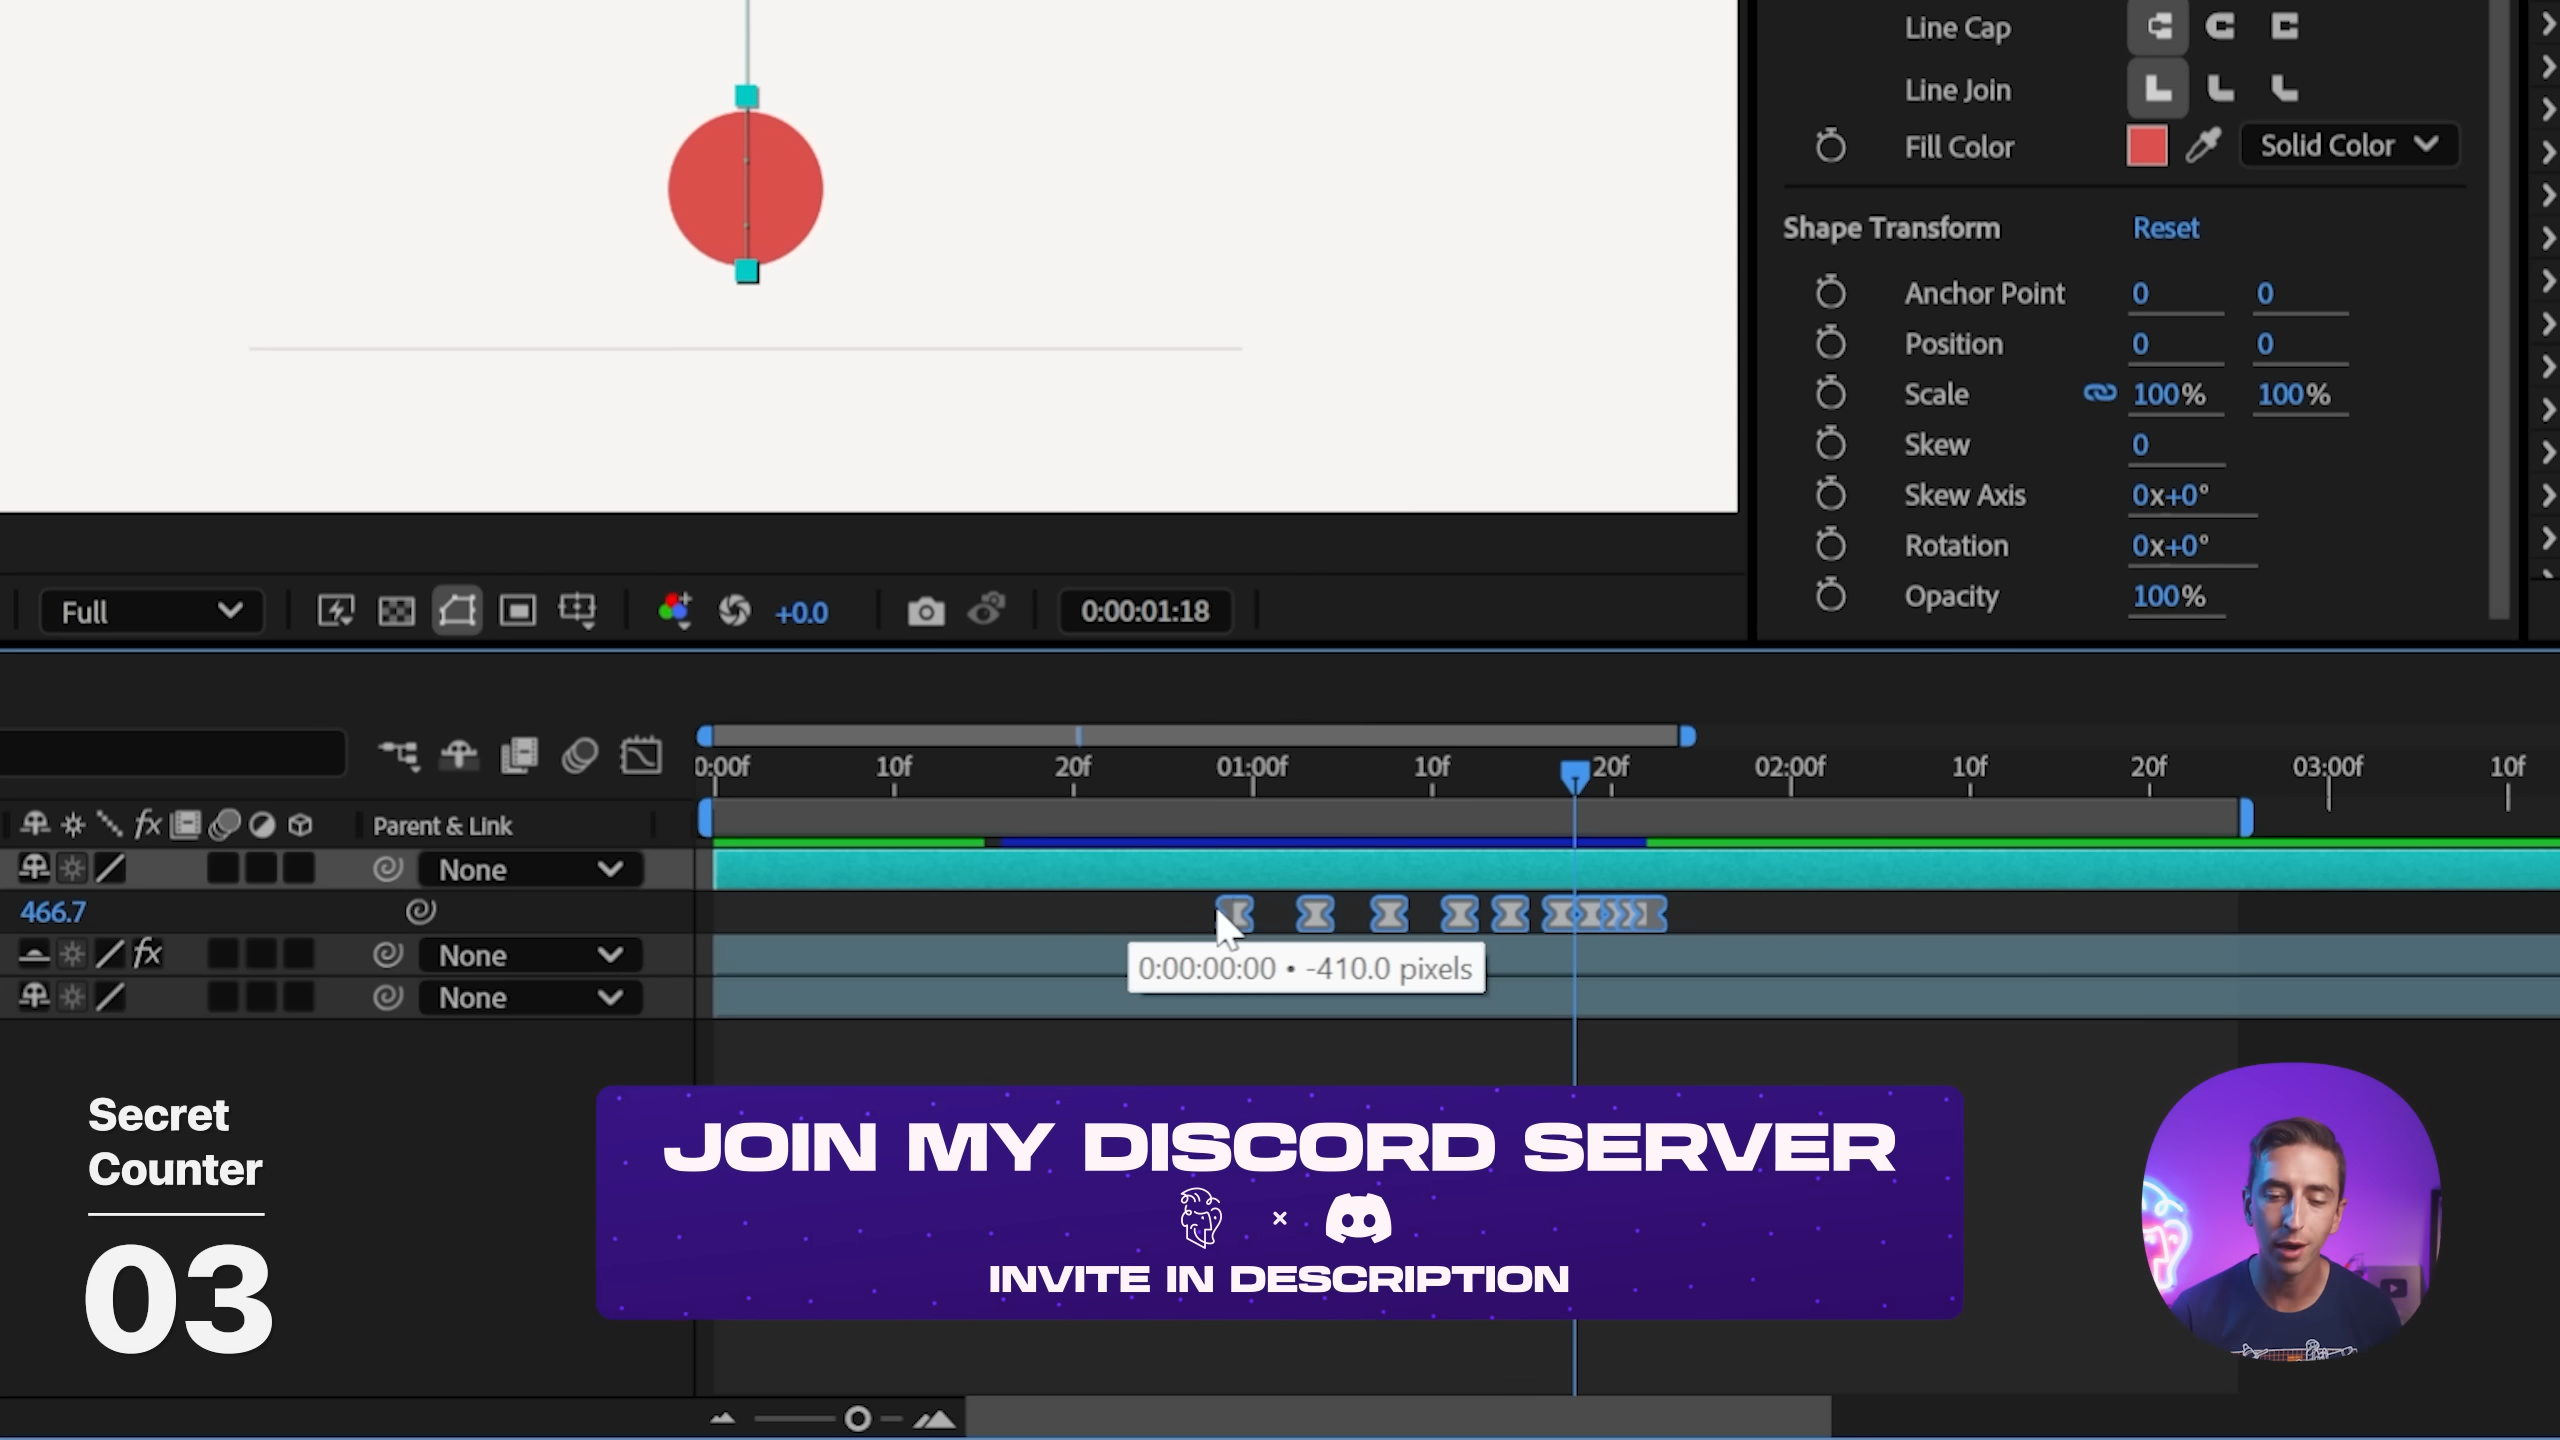 Line Cap
Line Join
Fill Color
Solid Color
Shape Transform Reset
Anchor Point 0 0
Position 0 0
Scale 100% 100%
Skew 0
Skew Axis 0x+0°
Rotation 0x+0°
Opacity 100%
Full
+0.0
0:00:01:18
0:00f 10f 20f 01:00f 10f 20f 02:00f 10f 20f 03:00f 10f
fx
Parent & Link
None
466.7
fx None
None
0:00:00:00 • -410.0 pixels
Secret
Counter
03
JOIN MY DISCORD SERVER
×
INVITE IN DESCRIPTION